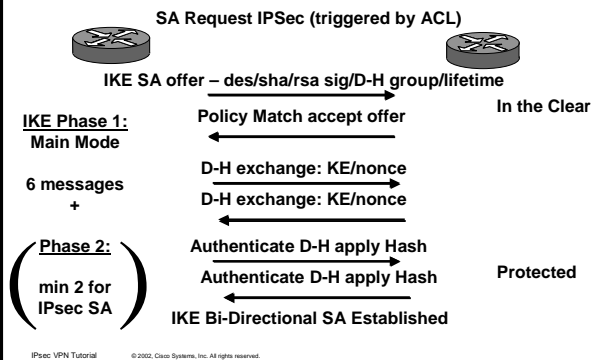 SA Request IPSec (triggered by ACL)
IKE SA offer – des/sha/rsa sig/D-H group/lifetime
In the Clear
IKE Phase 1:
Main Mode
Policy Match accept offer
D-H exchange: KE/nonce
6 messages
+
D-H exchange: KE/nonce
Phase 2:
min 2 for
IPsec SA
Authenticate D-H apply Hash
Authenticate D-H apply Hash
Protected
IKE Bi-Directional SA Established
IPsec VPN Tutorial © 2002, Cisco Systems, Inc. All rights reserved.